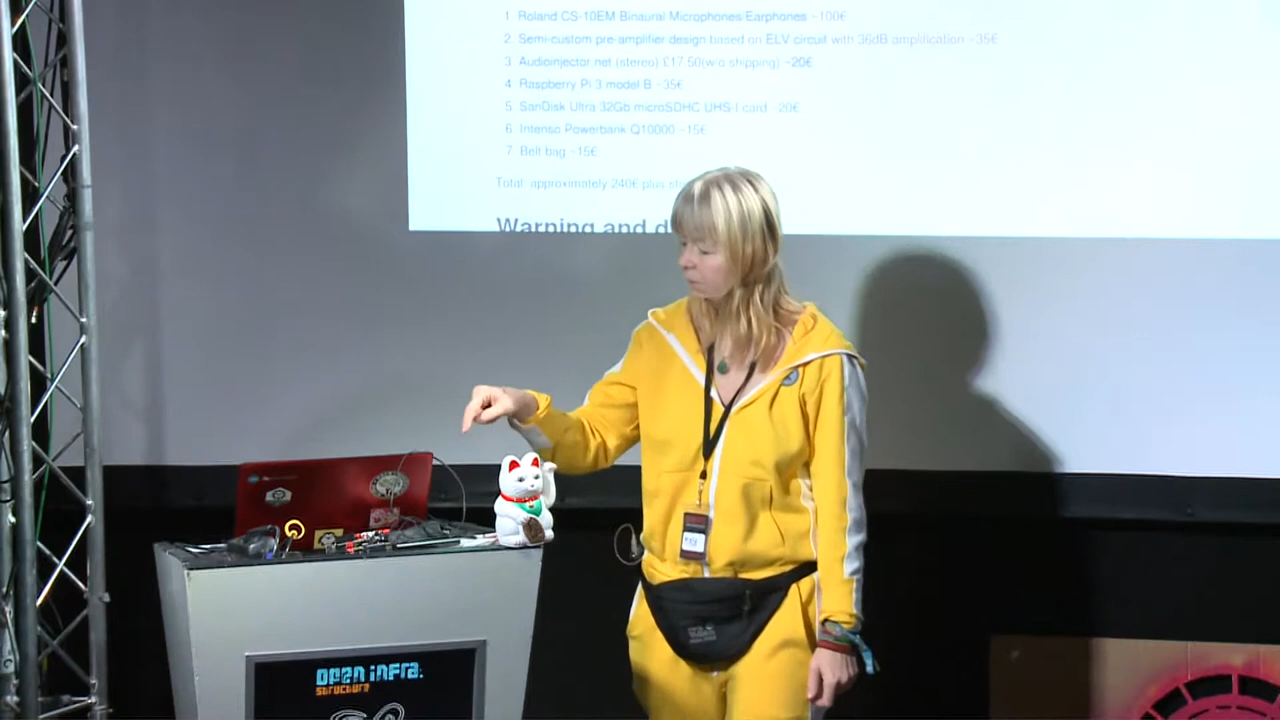 1. Roland CS-10EM Binaural Microphones/Earphones ~100€
2. Semi-custom pre-amplifier design based on ELV circuit with 36dB amplification ~35€
3. Audioinjector.net (stereo) £17.50(w/o shipping) ~20€
4. Raspberry Pi 3 model B ~35€
5. SanDisk Ultra 32Gb microSDHC UHS-I card ~20€
6. Intenso Powerbank Q10000 ~15€
7. Belt bag ~15€
Total: approximately 240€ plus
Warning and
open infra:
structure